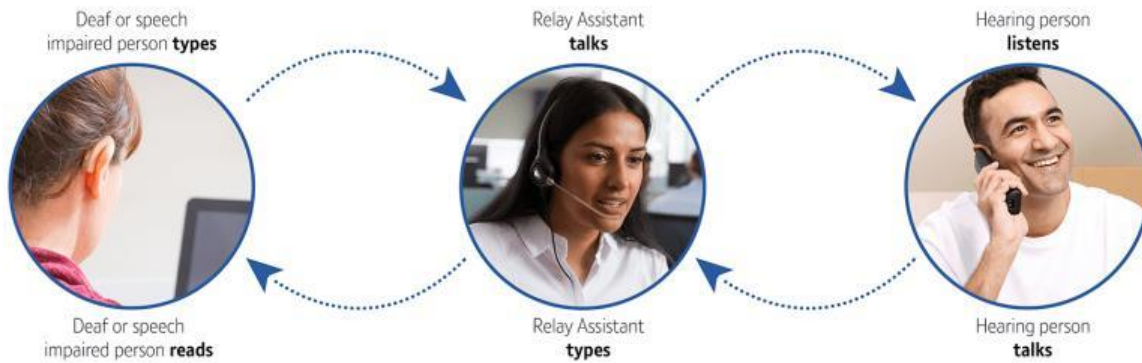 Deaf or speech
impaired person types
Relay Assistant
talks
Hearing person
listens
Deaf or speech
impaired person reads
Relay Assistant
types
Hearing person
talks